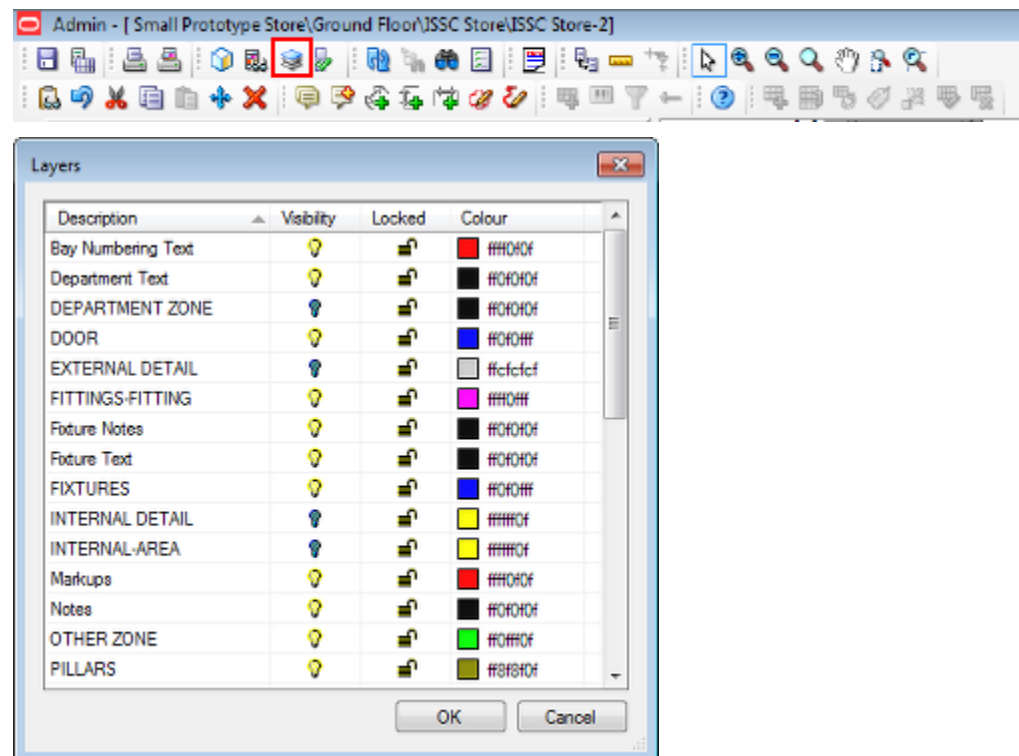 Admin - [ Small Prototype Store\Ground Floor\JSSC Store\ISSC Store-2]
Layers
Description Visibility Locked Colour
Bay Numbering Text ffff0f0f
Department Text ff0f0f0f
DEPARTMENT ZONE ff0f0f0f
DOOR ff0f0fff
EXTERNAL DETAIL ffcfcfcf
FITTINGS-FITTING ffff0fff
Fixture Notes ff0f0f0f
Fixture Text ff0f0f0f
FIXTURES ff0f0fff
INTERNAL DETAIL ffffff0f
INTERNAL-AREA ffffff0f
Markups ffff0f0f
Notes ff0f0f0f
OTHER ZONE ff0fff0f
PILLARS ff8f8f0f
OK Cancel